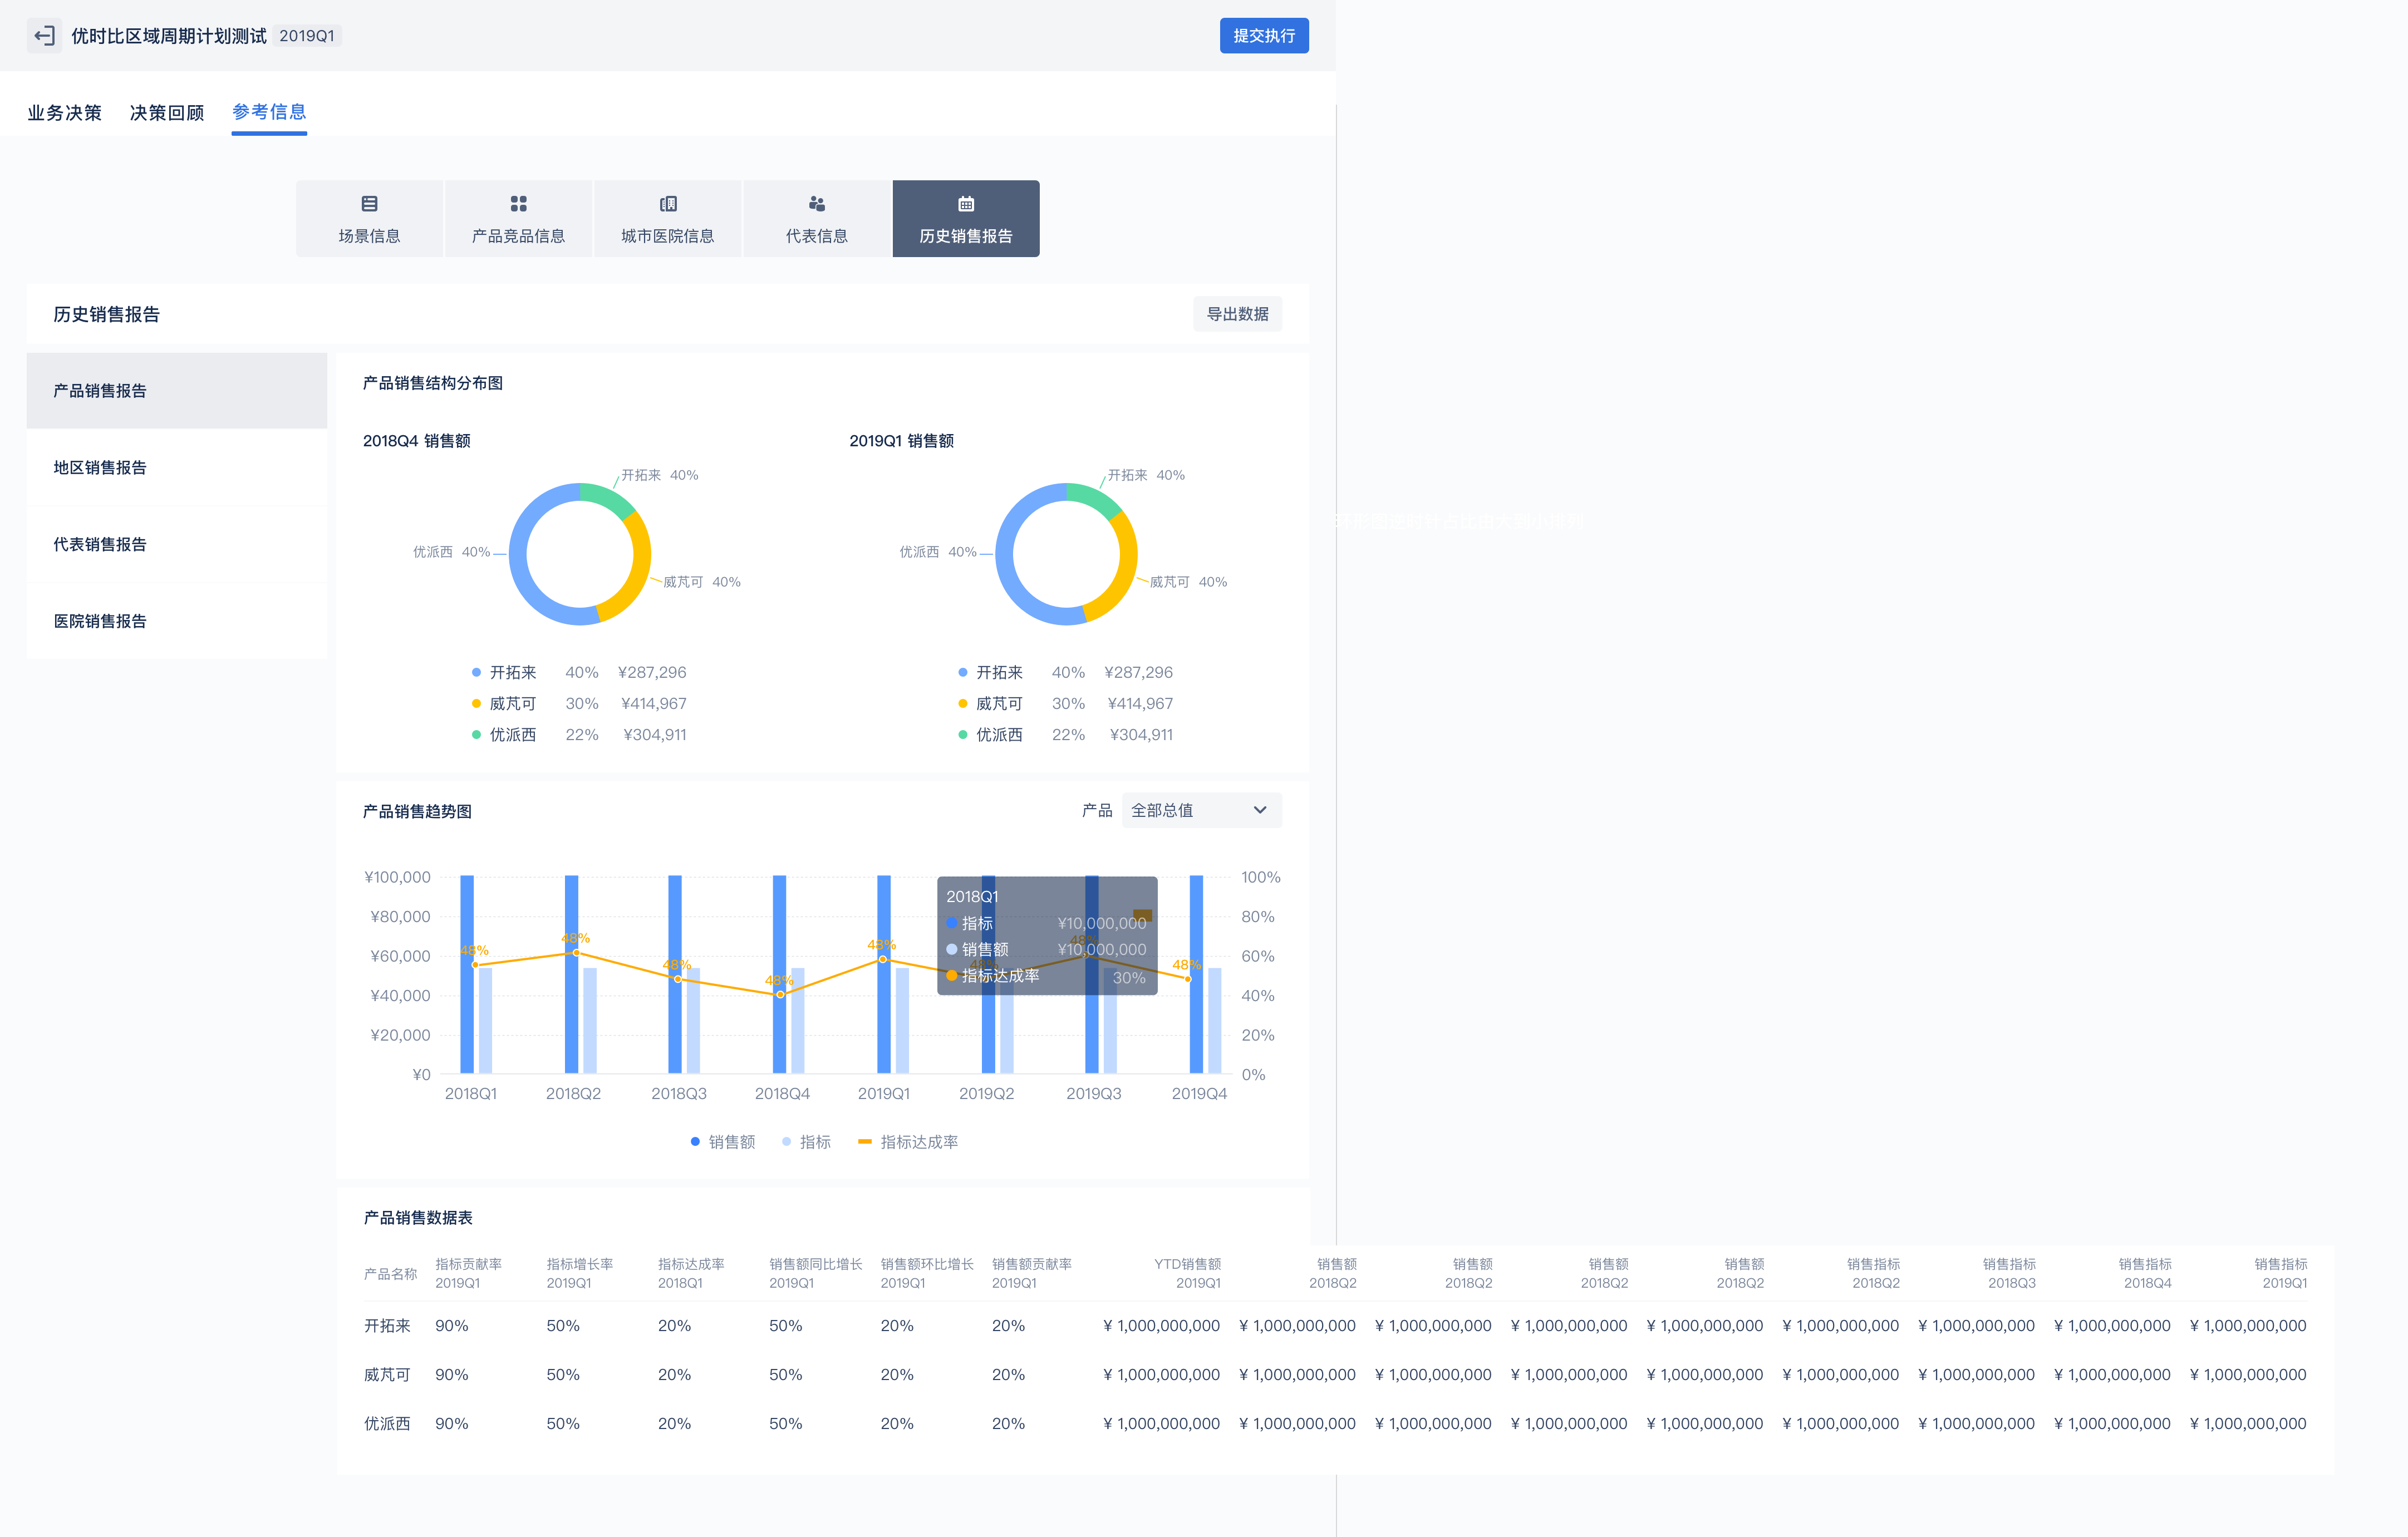 优时比区域周期计划测试 2019Q1
提交执行
业务决策 决策回顾 参考信息
场景信息 产品竞品信息 城市医院信息 代表信息 历史销售报告
历史销售报告
导出数据
产品销售报告
地区销售报告
代表销售报告
医院销售报告
产品销售结构分布图
2018Q4 销售额
开拓来 40%
优派西 40%
威芃可 40%
开拓来 40% ¥287,296
威芃可 30% ¥414,967
优派西 22% ¥304,911
2019Q1 销售额
开拓来 40%
优派西 40%
威芃可 40%
开拓来 40% ¥287,296
威芃可 30% ¥414,967
优派西 22% ¥304,911
产品销售趋势图
产品 全部总值
¥100,000
¥80,000
¥60,000
¥40,000
¥20,000
¥0
100%
80%
60%
40%
20%
0%
48% 48% 48% 48% 48% 48% 48% 48%
2018Q1
指标 ¥10,000,000
销售额 ¥10,000,000
指标达成率 30%
2018Q1 2018Q2 2018Q3 2018Q4 2019Q1 2019Q2 2019Q3 2019Q4
销售额 指标 指标达成率
产品销售数据表
产品名称 指标贡献率 指标增长率 指标达成率 销售额同比增长 销售额环比增长 销售额贡献率 YTD销售额 销售额 销售额 销售额 销售额 销售指标 销售指标 销售指标 销售指标
2019Q1 2019Q1 2018Q1 2019Q1 2019Q1 2019Q1 2019Q1 2018Q2 2018Q2 2018Q2 2018Q2 2018Q2 2018Q3 2018Q4 2019Q1
开拓来 90% 50% 20% 50% 20% 20% ¥ 1,000,000,000 ¥ 1,000,000,000 ¥ 1,000,000,000 ¥ 1,000,000,000 ¥ 1,000,000,000 ¥ 1,000,000,000 ¥ 1,000,000,000 ¥ 1,000,000,000 ¥ 1,000,000,000
威芃可 90% 50% 20% 50% 20% 20% ¥ 1,000,000,000 ¥ 1,000,000,000 ¥ 1,000,000,000 ¥ 1,000,000,000 ¥ 1,000,000,000 ¥ 1,000,000,000 ¥ 1,000,000,000 ¥ 1,000,000,000 ¥ 1,000,000,000
优派西 90% 50% 20% 50% 20% 20% ¥ 1,000,000,000 ¥ 1,000,000,000 ¥ 1,000,000,000 ¥ 1,000,000,000 ¥ 1,000,000,000 ¥ 1,000,000,000 ¥ 1,000,000,000 ¥ 1,000,000,000 ¥ 1,000,000,000